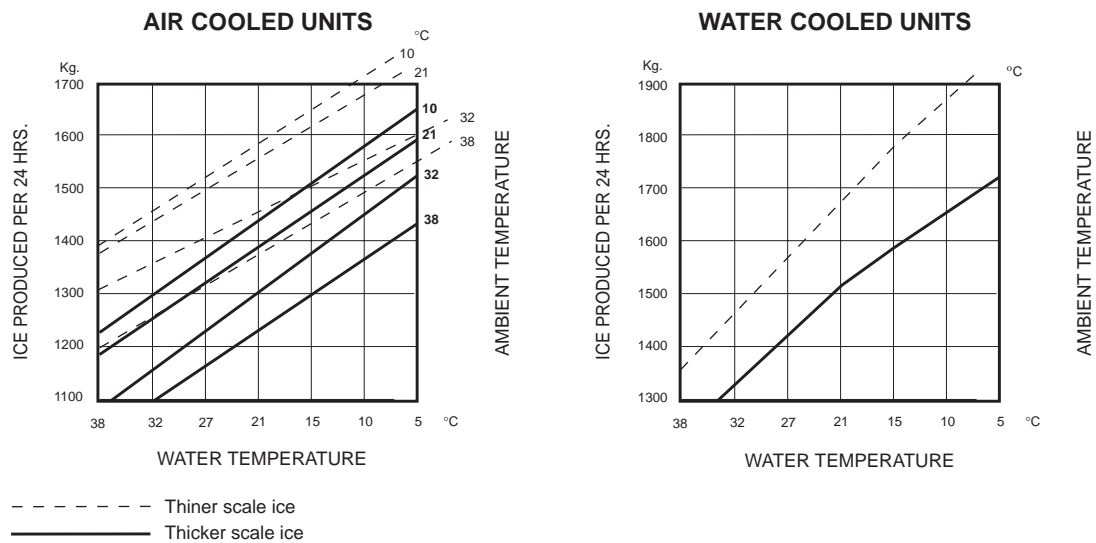 AIR COOLED UNITS
°C
10
21
Kg.
1700
1600
1500
1400
1300
1200
1100
10
32
21
38
32
38
ICE PRODUCED PER 24 HRS.
AMBIENT TEMPERATURE
38 32 27 21 15 10 5 °C
WATER TEMPERATURE
WATER COOLED UNITS
Kg.
°C
1900
1800
1700
1600
1500
1400
1300
ICE PRODUCED PER 24 HRS.
AMBIENT TEMPERATURE
38 32 27 21 15 10 5 °C
WATER TEMPERATURE
Thiner scale ice
Thicker scale ice